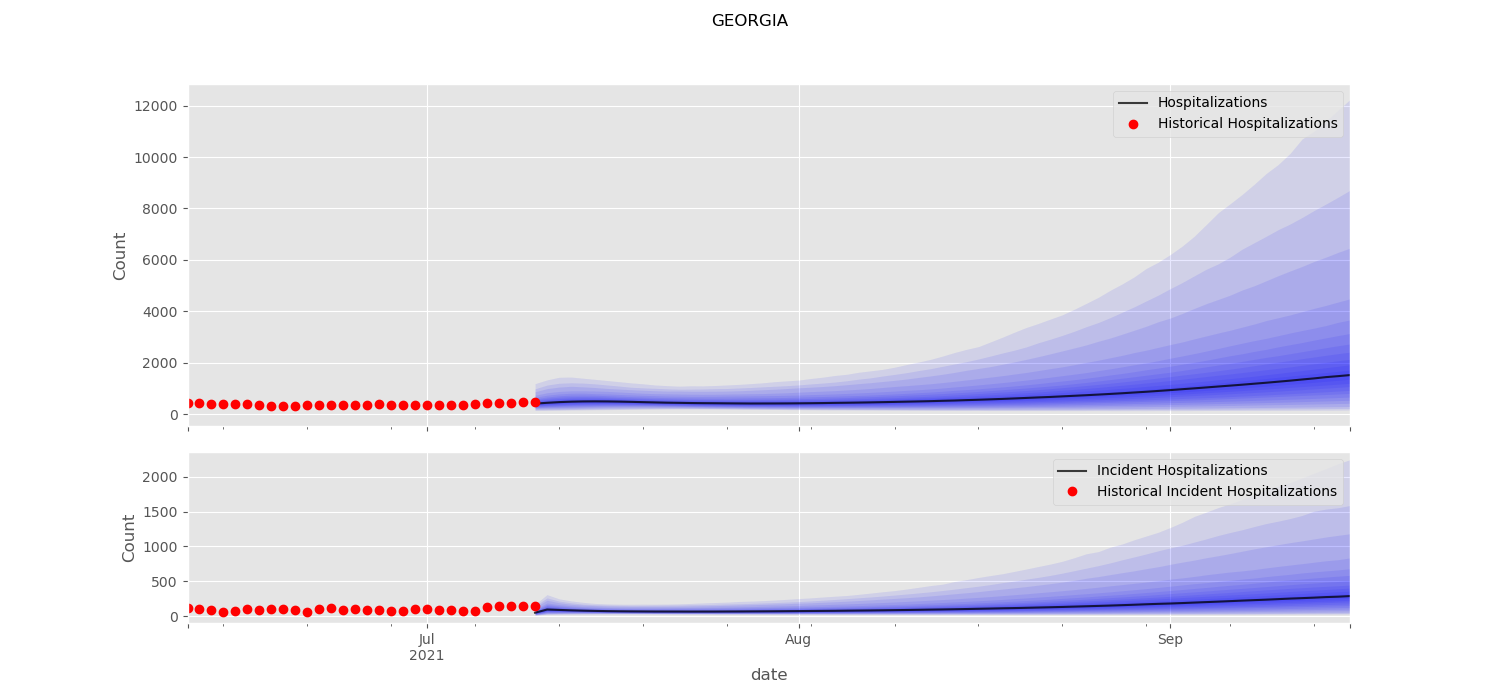 GEORGIA
12000
10000
8000
6000
4000
2000
0
Count
Hospitalizations
Historical Hospitalizations
2000
1500
1000
500
0
Count
Incident Hospitalizations
Historical Incident Hospitalizations
Jul
2021
Aug
Sep
date